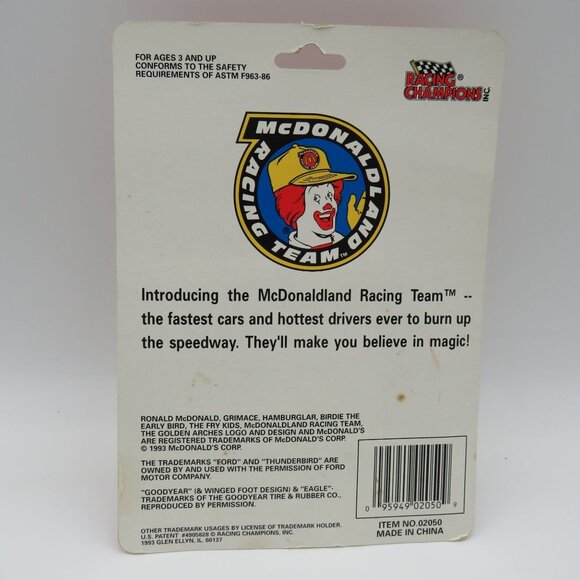 FOR AGES 3 AND UP
CONFORMS TO THE SAFETY
REQUIREMENTS OF ASTM F963-86
RACING ®
CHAMPIONS INC.
McDONALDLAND
RACING TEAM™
®
Introducing the McDonaldland Racing Team™ --
the fastest cars and hottest drivers ever to burn up
the speedway. They'll make you believe in magic!
RONALD McDONALD, GRIMACE, HAMBURGLAR, BIRDIE THE
EARLY BIRD, THE FRY KIDS, McDONALDLAND RACING TEAM,
THE GOLDEN ARCHES LOGO AND DESIGN AND McDONALD'S
ARE REGISTERED TRADEMARKS OF McDONALD'S CORP.
© 1993 McDONALD'S CORP.
THE TRADEMARKS "FORD" AND "THUNDERBIRD" ARE
OWNED BY AND USED WITH THE PERMISSION OF FORD
MOTOR COMPANY.
"GOODYEAR" (& WINGED FOOT DESIGN) & "EAGLE"-
TRADEMARKS OF THE GOODYEAR TIRE & RUBBER CO.,
REPRODUCED BY PERMISSION.
OTHER TRADEMARK USAGES BY LICENSE OF TRADEMARK HOLDER.
U.S. PATENT #4905828 © RACING CHAMPIONS, INC.
1993 GLEN ELLYN, IL 60137
0 95949 02050 9
ITEM NO.02050
MADE IN CHINA